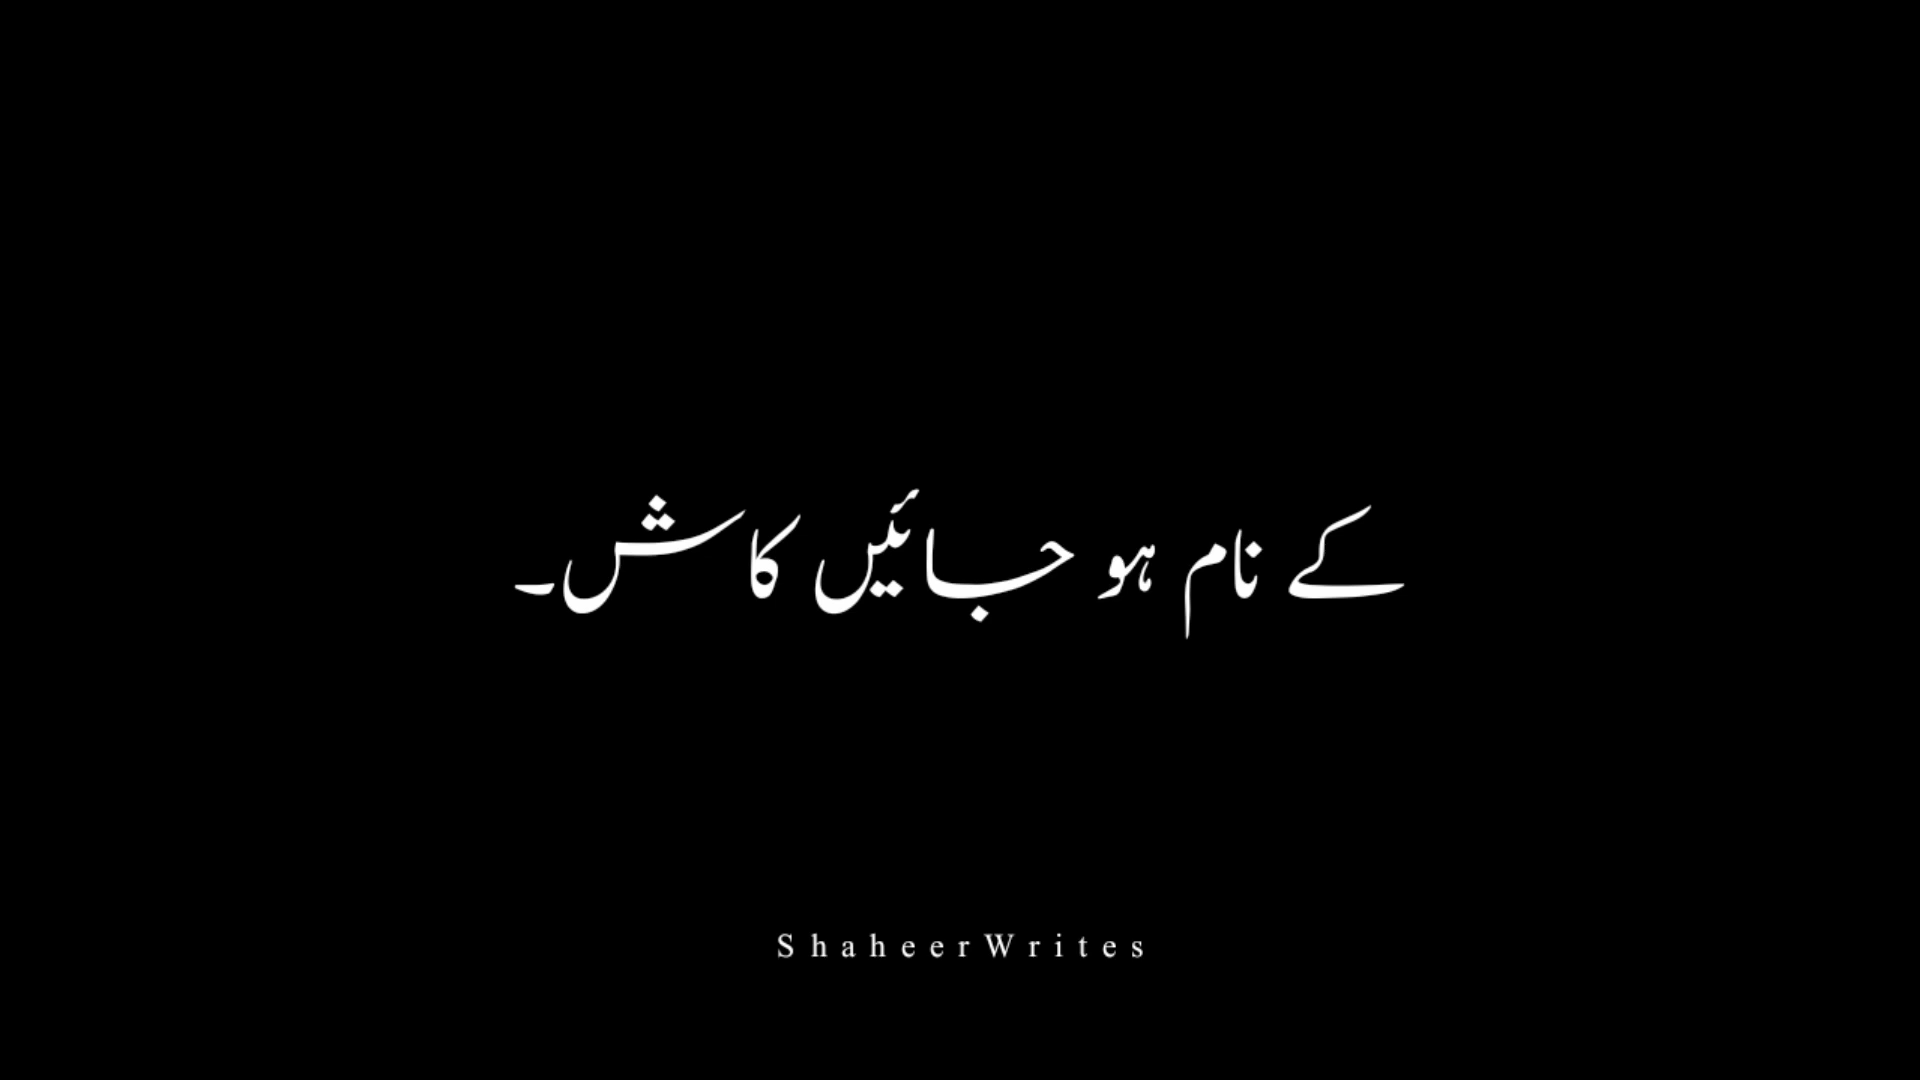 کے نام ہو جائیں کاش۔
ShaheerWrites